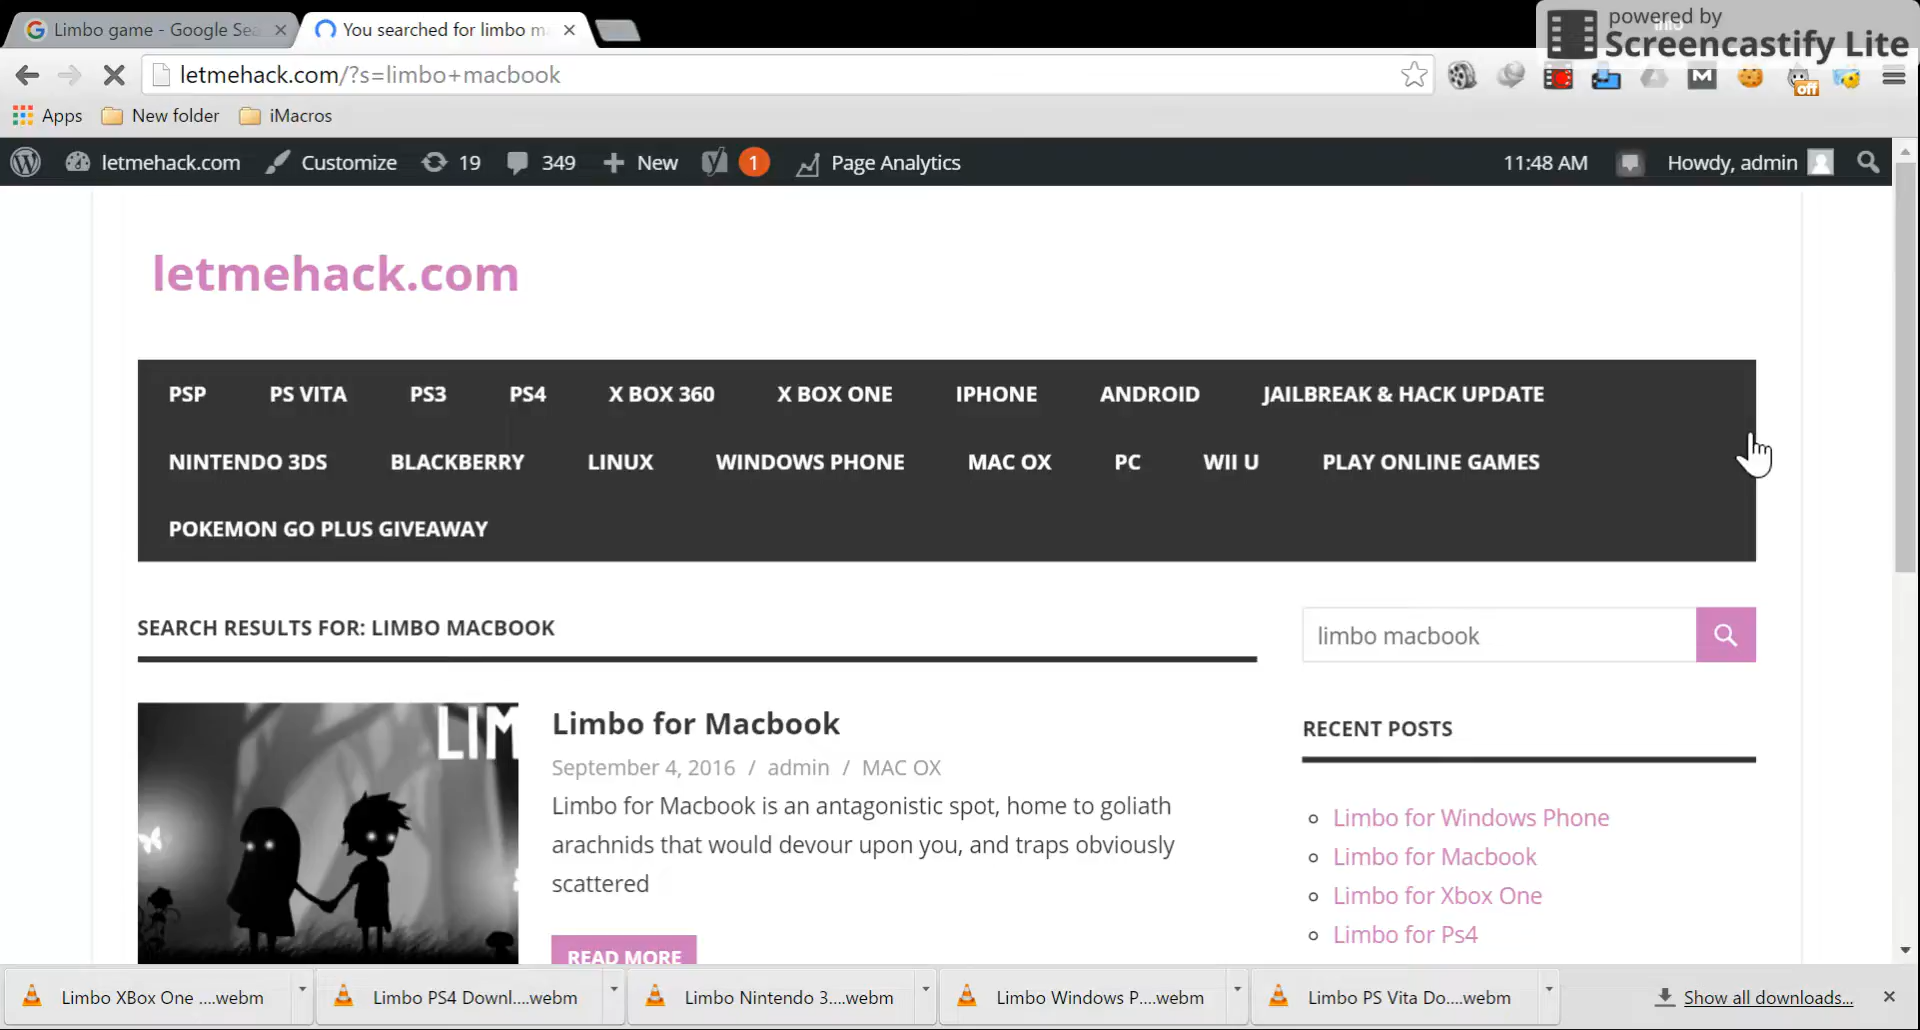 Limbo game - Google Sea
You searched for limbo m
powered by
Screencastify Lite
letmehack.com/?s=limbo+macbook
M
off
Apps New folder iMacros
letmehack.com Customize 19 349 New 1 Page Analytics 11:48 AM Howdy, admin
letmehack.com
PSP PS VITA PS3 PS4 X BOX 360 X BOX ONE IPHONE ANDROID JAILBREAK & HACK UPDATE
NINTENDO 3DS BLACKBERRY LINUX WINDOWS PHONE MAC OX PC WII U PLAY ONLINE GAMES
POKEMON GO PLUS GIVEAWAY
SEARCH RESULTS FOR: LIMBO MACBOOK
LIM
Limbo for Macbook
September 4, 2016 / admin / MAC OX
Limbo for Macbook is an antagonistic spot, home to goliath
arachnids that would devour upon you, and traps obviously
scattered
READ MORE
limbo macbook
RECENT POSTS
Limbo for Windows Phone
Limbo for Macbook
Limbo for Xbox One
Limbo for Ps4
Limbo XBox One ....webm Limbo PS4 Downl....webm Limbo Nintendo 3....webm Limbo Windows P....webm Limbo PS Vita Do....webm Show all downloads...